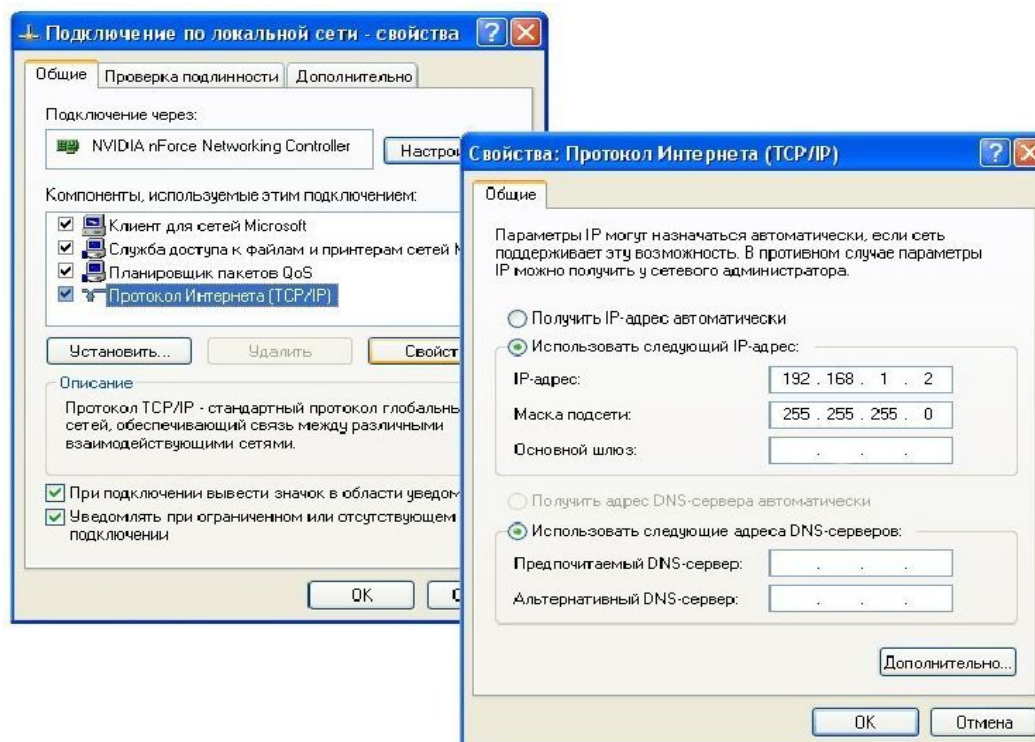 Подключение по локальной сети - свойства
Общие
Проверка подлинности
Дополнительно
Подключение через:
NVIDIA nForce Networking Controller
Настрой
Компоненты, используемые этим подключением:
Клиент для сетей Microsoft
Служба доступа к файлам и принтерам сетей M
Планировщик пакетов QoS
Протокол Интернета (TCP/IP)
Установить...
Удалить
Свойст
Описание
Протокол TCP/IP - стандартный протокол глобальны
сетей, обеспечивающий связь между различными
взаимодействующими сетями.
При подключении вывести значок в области уведом
Уведомлять при ограниченном или отсутствующем
подключении
OK
Свойства: Протокол Интернета (TCP/IP)
Общие
Параметры IP могут назначаться автоматически, если сеть
поддерживает эту возможность. В противном случае параметры
IP можно получить у сетевого администратора.
Получить IP-адрес автоматически
Использовать следующий IP-адрес:
IP-адрес:
192 . 168 . 1 . 2
Маска подсети:
255 . 255 . 255 . 0
Основной шлюз:
Получить адрес DNS-сервера автоматически
Использовать следующие адреса DNS-серверов:
Предпочитаемый DNS-сервер:
Альтернативный DNS-сервер:
Дополнительно...
OK
Отмена